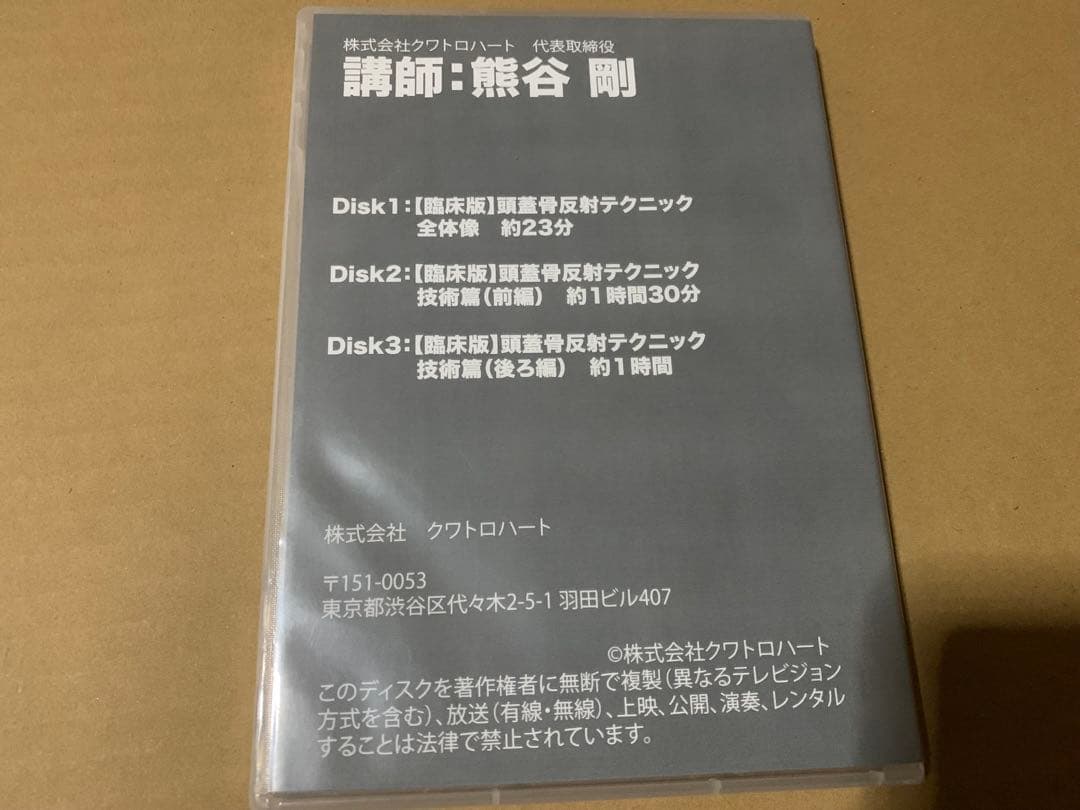 株式会社クワトロハート 代表取締役
講師:熊谷 剛
Disk1:【臨床版】頭蓋骨反射テクニック
全体像 約23分
Disk2:【臨床版】頭蓋骨反射テクニック
技術篇(前編) 約1時間30分
Disk3:【臨床版】頭蓋骨反射テクニック
技術篇(後ろ編) 約1時間
株式会社 クワトロハート
〒151-0053
東京都渋谷区代々木2-5-1 羽田ビル407
©株式会社クワトロハート
このディスクを著作権者に無断で複製(異なるテレビジョン
方式を含む)、放送(有線・無線)、上映、公開、演奏、レンタル
することは法律で禁止されています。